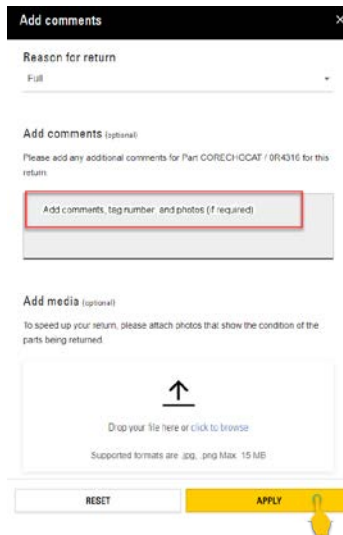 Add comments
×
Reason for return
Full
Add comments (optional)
Please add any additional comments for Part CORECHGCAT / 0R4316 for this
return
Add comments, tag number, and photos (if required)
Add media (optional)
To speed up your return, please attach photos that show the condition of the
parts being returned
Drop your file here or click to browse
Supported formats are .jpg, .png Max. 15 MB
RESET
APPLY